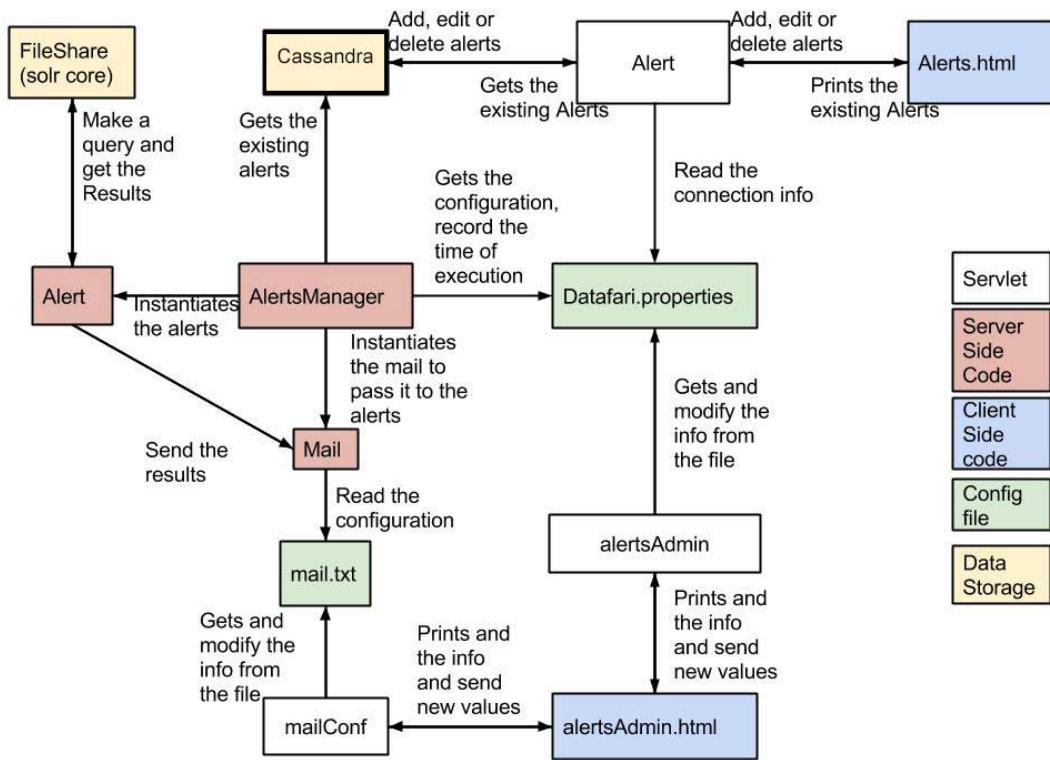 FileShare
(solr core)
Cassandra
Add, edit or
delete alerts
Gets the
existing Alerts
Alert
Add, edit or
delete alerts
Prints the
existing Alerts
Alerts.html
Make a
query and
get the
Results
Gets the
existing
alerts
Gets the
configuration,
record the
time of
execution
Read the
connection info
Alert
Instantiates
the alerts
AlertsManager
Datafari.properties
Instantiates
the mail to
pass it to the
alerts
Gets and
modify the
info from
the file
Send the
results
Mail
Read the
configuration
mail.txt
alertsAdmin
Gets and
modify the
info from
the file
Prints and
the info
and send
new values
Prints and
the info
and send
new values
mailConf
alertsAdmin.html
Servlet
Server
Side
Code
Client
Side
code
Config
file
Data
Storage